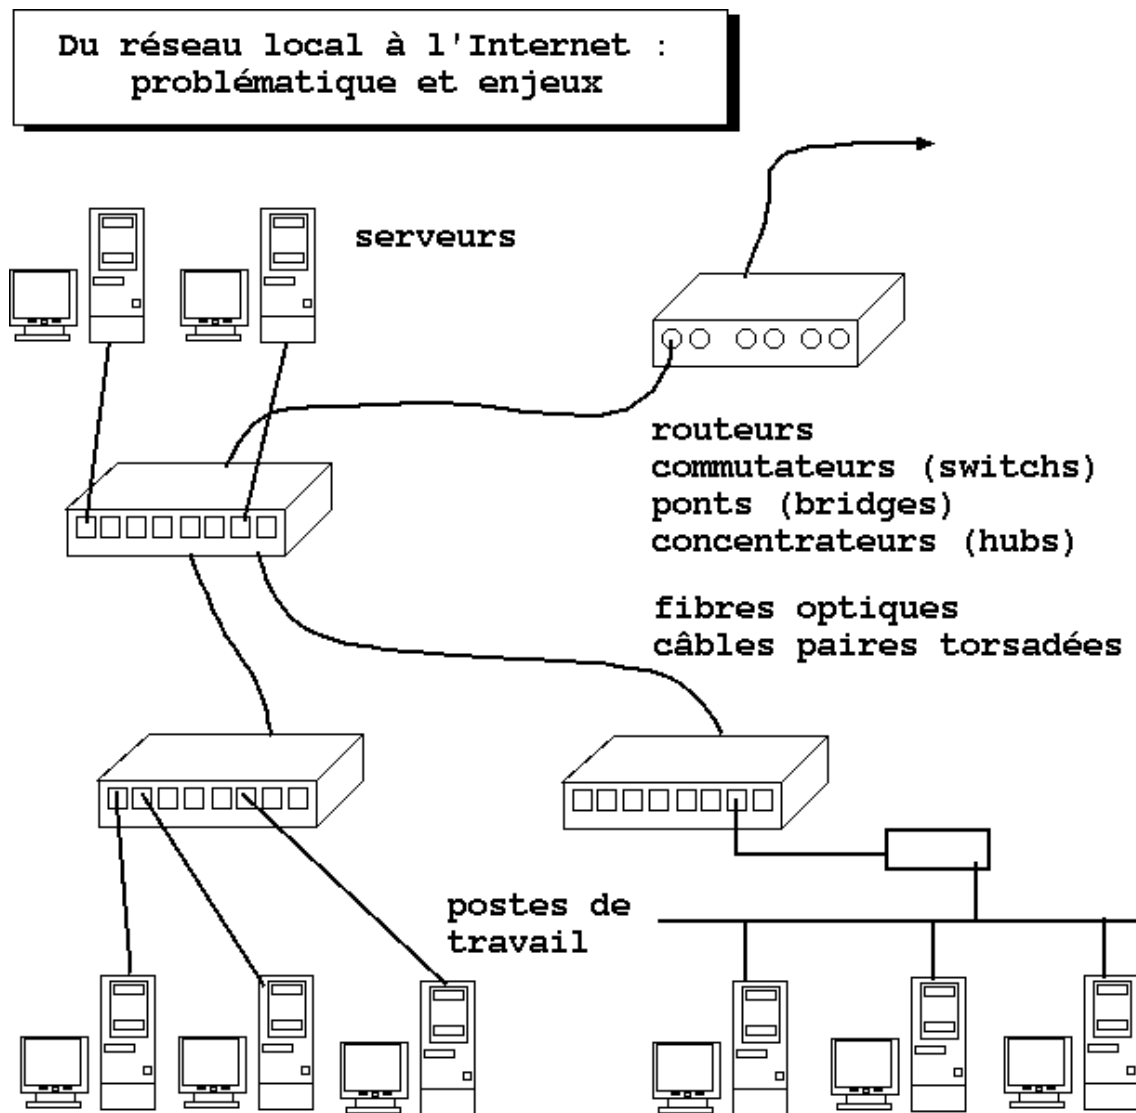 Du réseau local à l'Internet :
problématique et enjeux
serveurs
routeurs
commutateurs (switchs)
ponts (bridges)
concentrateurs (hubs)
fibres optiques
câbles paires torsadées
postes de
travail